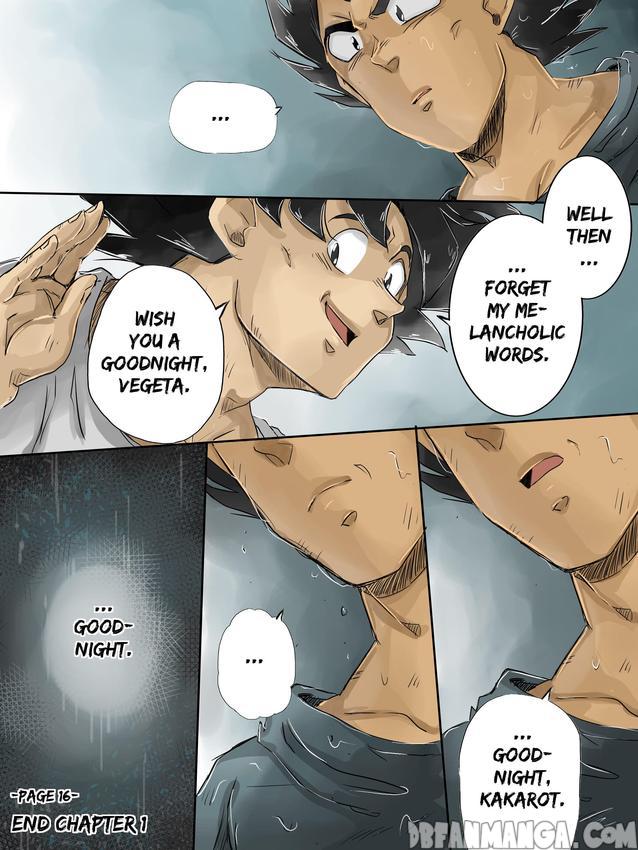 ...
WELL
THEN
...
...
FORGET
MY ME-
LANCHOLIC
WORDS.
WISH
YOU A
GOODNIGHT,
VEGETA.
...
GOOD-
NIGHT.
...
...
GOOD-
NIGHT,
KAKAROT.
-PAGE 16-
END CHAPTER 1
DBFANMANGA.COM